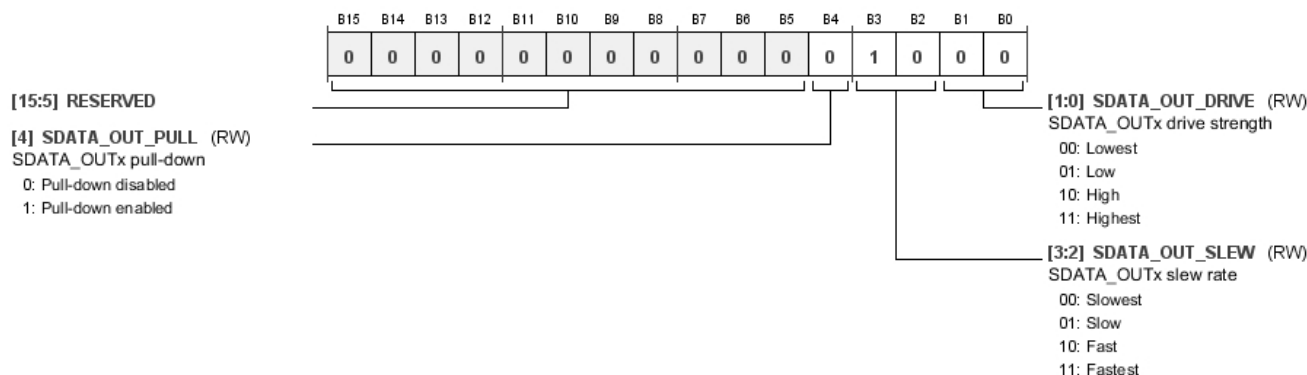 B15 B14 B13 B12 B11 B10 B9 B8 B7 B6 B5 B4 B3 B2 B1 B0
0 0 0 0 0 0 0 0 0 0 0 0 1 0 0 0
[15:5] RESERVED
[4] SDATA_OUT_PULL (RW)
SDATA_OUTx pull-down
0: Pull-down disabled
1: Pull-down enabled
[1:0] SDATA_OUT_DRIVE (RW)
SDATA_OUTx drive strength
00: Lowest
01: Low
10: High
11: Highest
[3:2] SDATA_OUT_SLEW (RW)
SDATA_OUTx slew rate
00: Slowest
01: Slow
10: Fast
11: Fastest